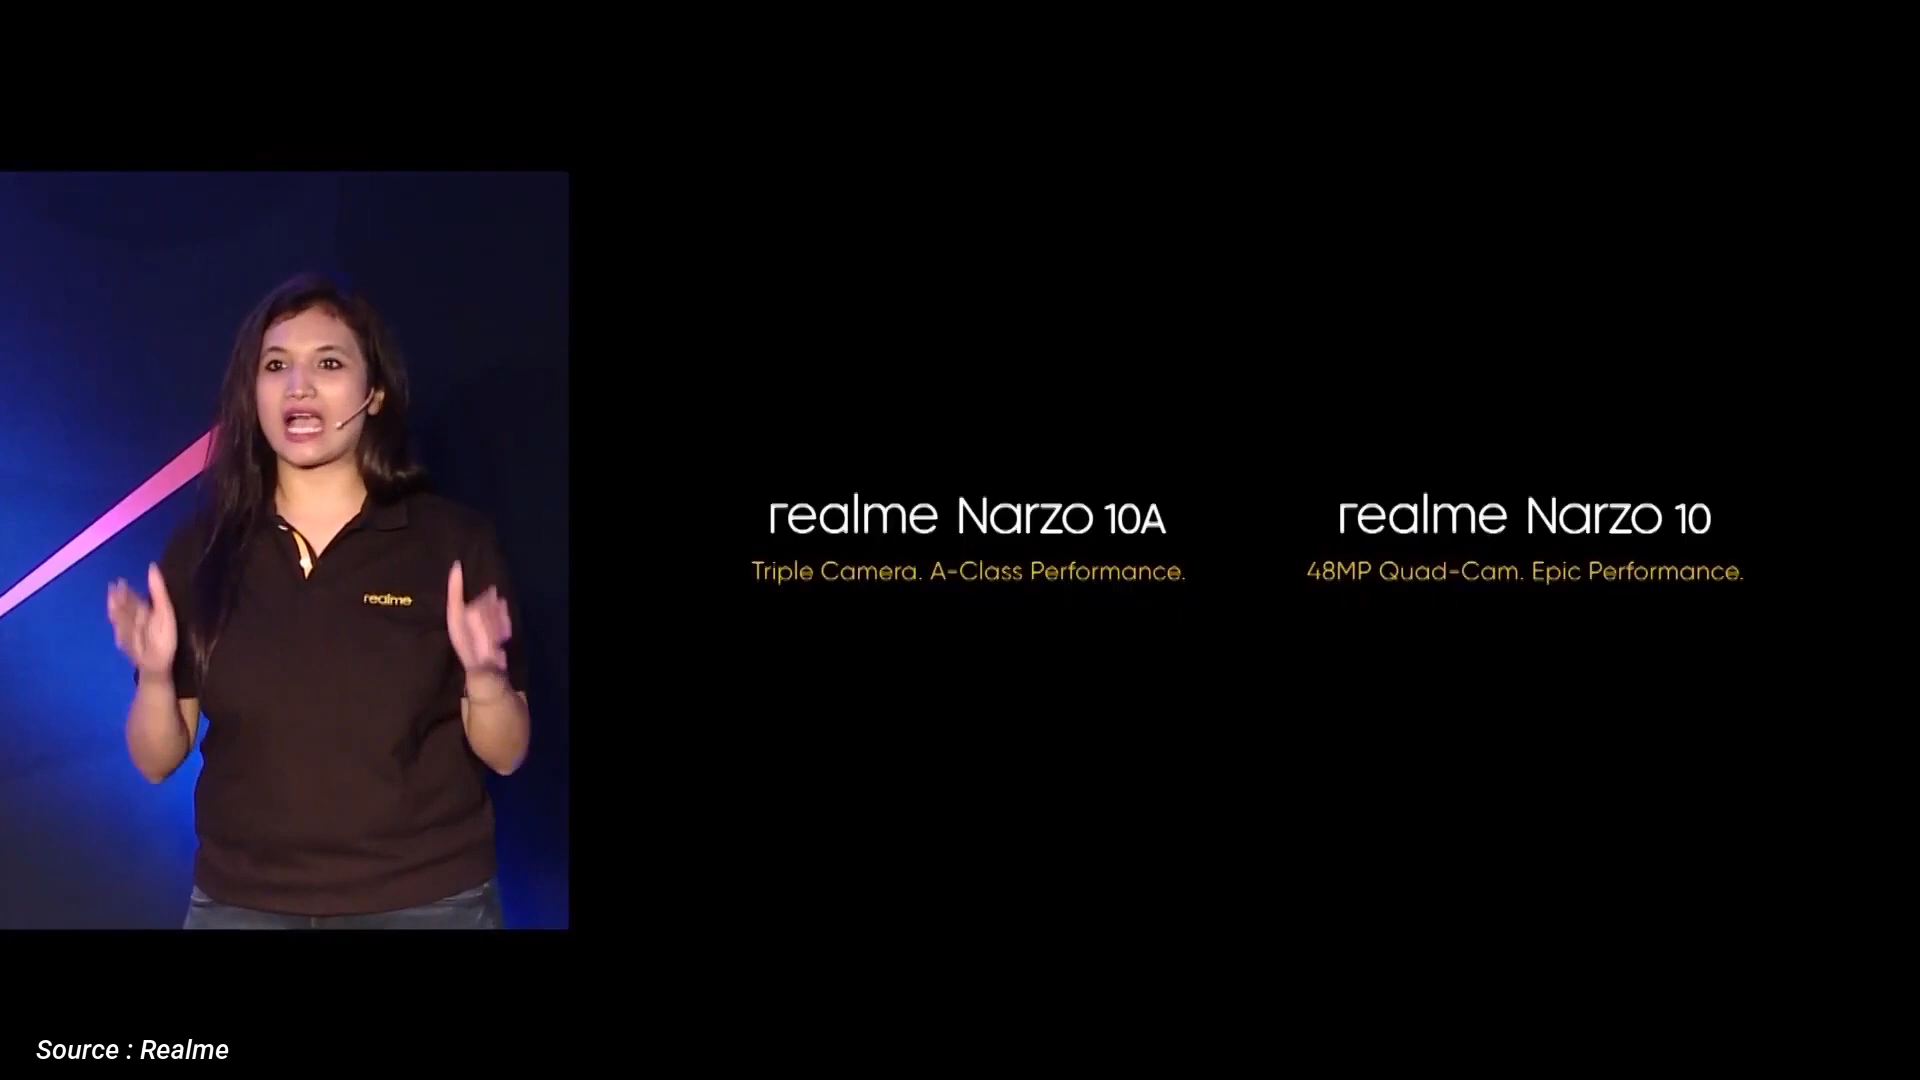 realme
realme Narzo 10A
Triple Camera. A-Class Performance.
realme Narzo 10
48MP Quad-Cam. Epic Performance.
Source : Realme